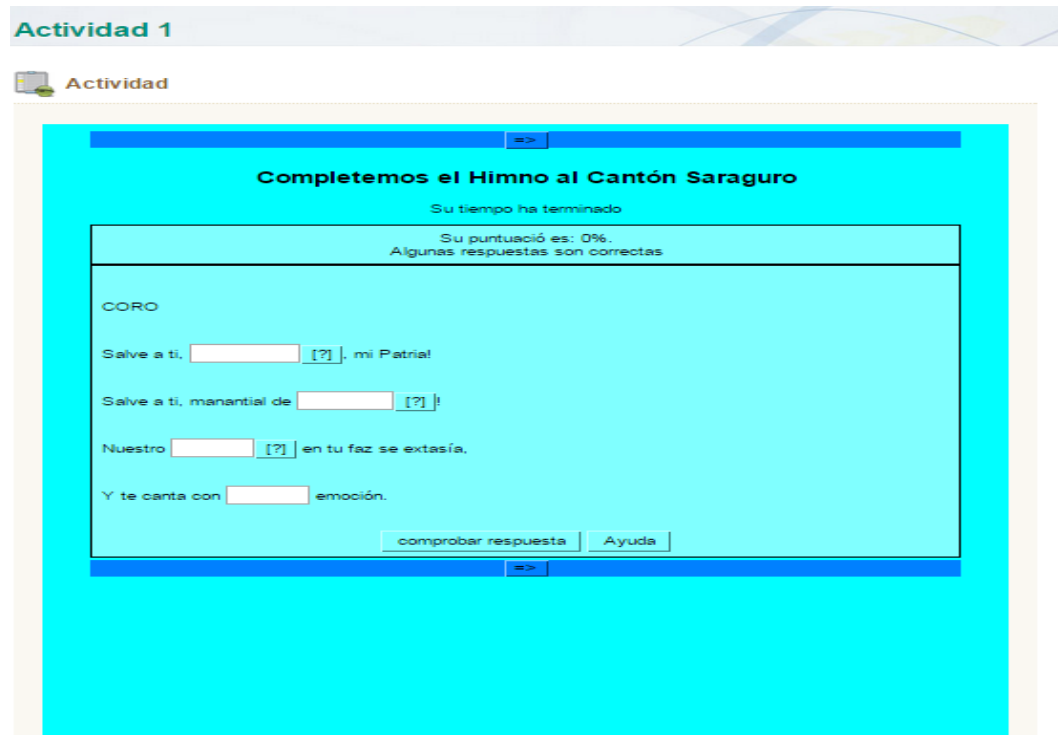 Actividad 1
Actividad
=>
Completemos el Himno al Cantón Saraguro
Su tiempo ha terminado
Su puntuació es: 0%.
Algunas respuestas son correctas
CORO
Salve a ti, [?] , mi Patria!
Salve a ti, manantial de [?] !
Nuestro [?] en tu faz se extasía,
Y te canta con emoción.
comprobar respuesta Ayuda
=>